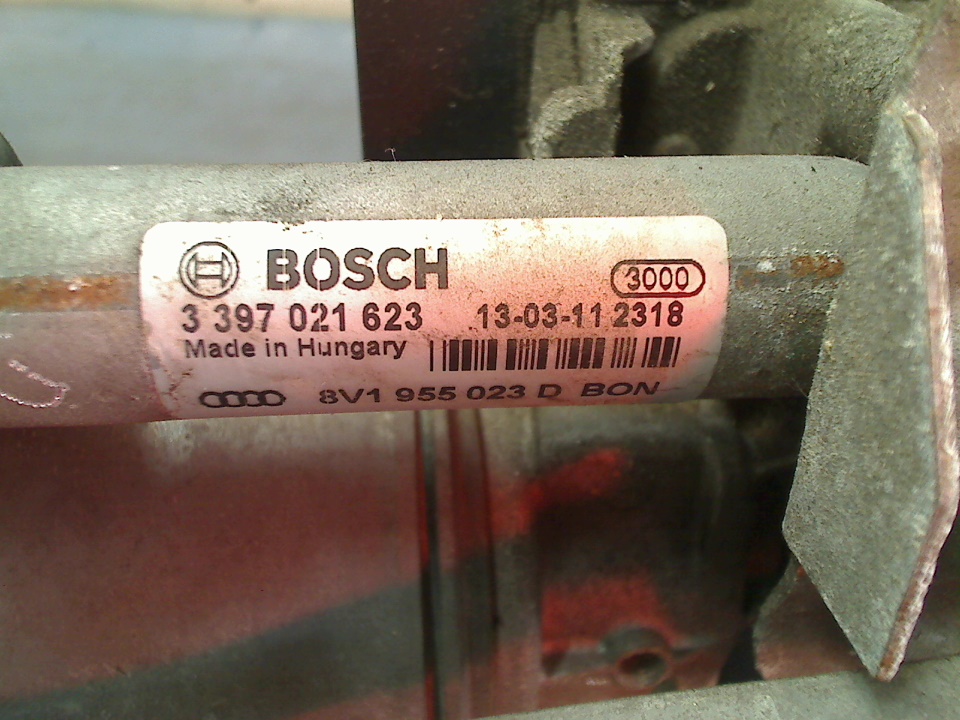 BOSCH
3000
3 397 021 623 13-03-11 2318
Made in Hungary
8V1 955 023 D BON